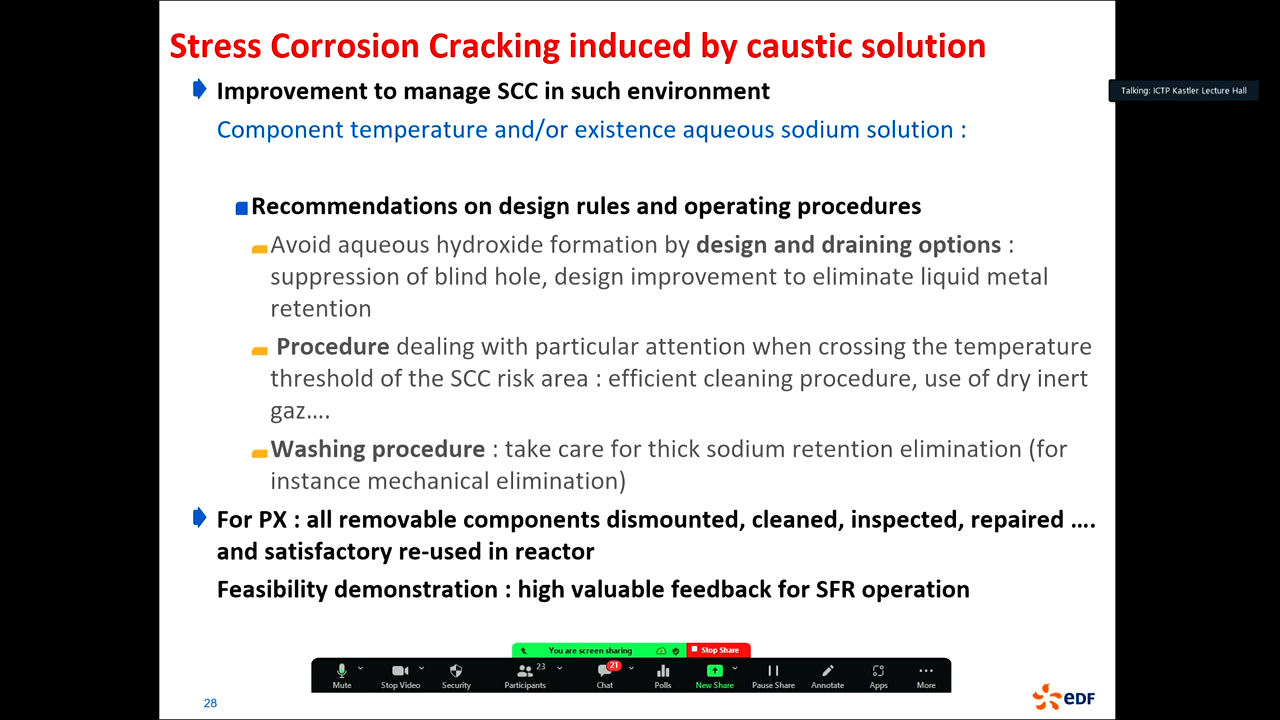 Stress Corrosion Cracking induced by caustic solution
Improvement to manage SCC in such environment
Talking: ICTP Kastler Lecture Hall
Component temperature and/or existence aqueous sodium solution :
Recommendations on design rules and operating procedures
Avoid aqueous hydroxide formation by design and draining options :
suppression of blind hole, design improvement to eliminate liquid metal
retention
Procedure dealing with particular attention when crossing the temperature
threshold of the SCC risk area : efficient cleaning procedure, use of dry inert
gaz....
Washing procedure : take care for thick sodium retention elimination (for
instance mechanical elimination)
For PX : all removable components dismounted, cleaned, inspected, repaired ....
and satisfactory re-used in reactor
Feasibility demonstration : high valuable feedback for SFR operation
You are screen sharing
Stop Share
23
21
Mute
Stop Video
Security
Participants
Chat
Polls
New Share
Pause Share
Annotate
Apps
More
28
eDF